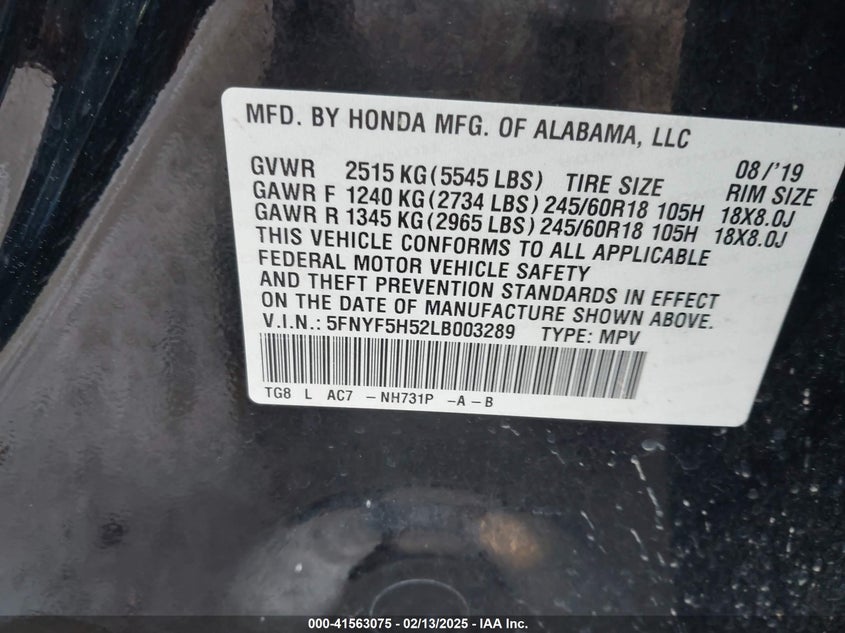 MFD. BY HONDA MFG. OF ALABAMA, LLC
08/'19
GVWR 2515 KG(5545 LBS) TIRE SIZE RIM SIZE
GAWR F 1240 KG(2734 LBS) 245/60R18 105H 18X8.0J
GAWR R 1345 KG(2965 LBS) 245/60R18 105H 18X8.0J
THIS VEHICLE CONFORMS TO ALL APPLICABLE
FEDERAL MOTOR VEHICLE SAFETY
AND THEFT PREVENTION STANDARDS IN EFFECT
ON THE DATE OF MANUFACTURE SHOWN ABOVE.
V.I.N.: 5FNYF5H52LB003289 TYPE: MPV
TG8 L AC7 -NH731P -A-B
000-41563075 - 02/13/2025 - IAA Inc.